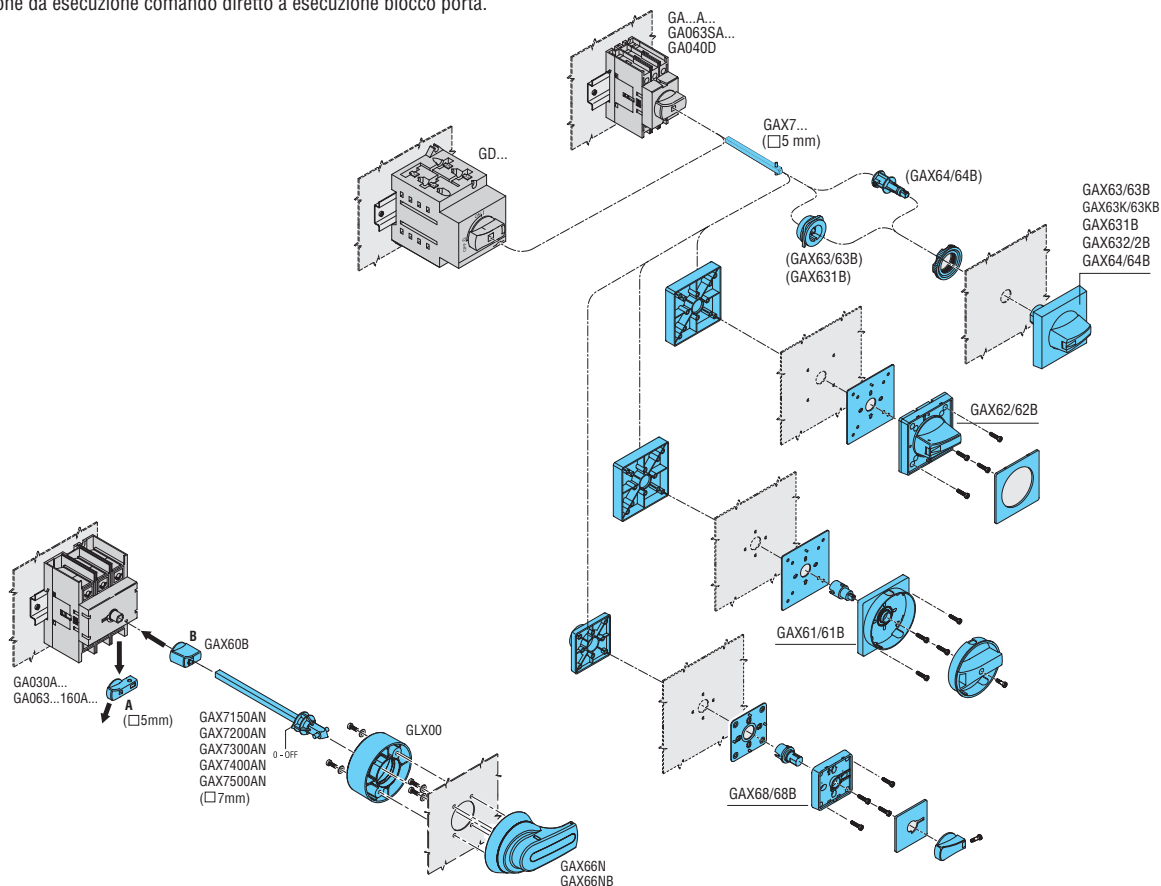 one da esecuzione comando diretto a esecuzione blocco porta.
GA...A...
GA063SA...
GA040D
GAX7...
(□5 mm)
GD...
(GAX64/64B)
GAX63/63B
GAX63K/63KB
GAX631B
GAX632/2B
GAX64/64B
(GAX63/63B)
(GAX631B)
GAX62/62B
GAX61/61B
B
GAX60B
GA030A...
GA063...160A...
A
(□5mm)
GAX7150AN
GAX7200AN
GAX7300AN
GAX7400AN
GAX7500AN
(□7mm)
0 - OFF
GLX00
GAX68/68B
GAX66N
GAX66NB